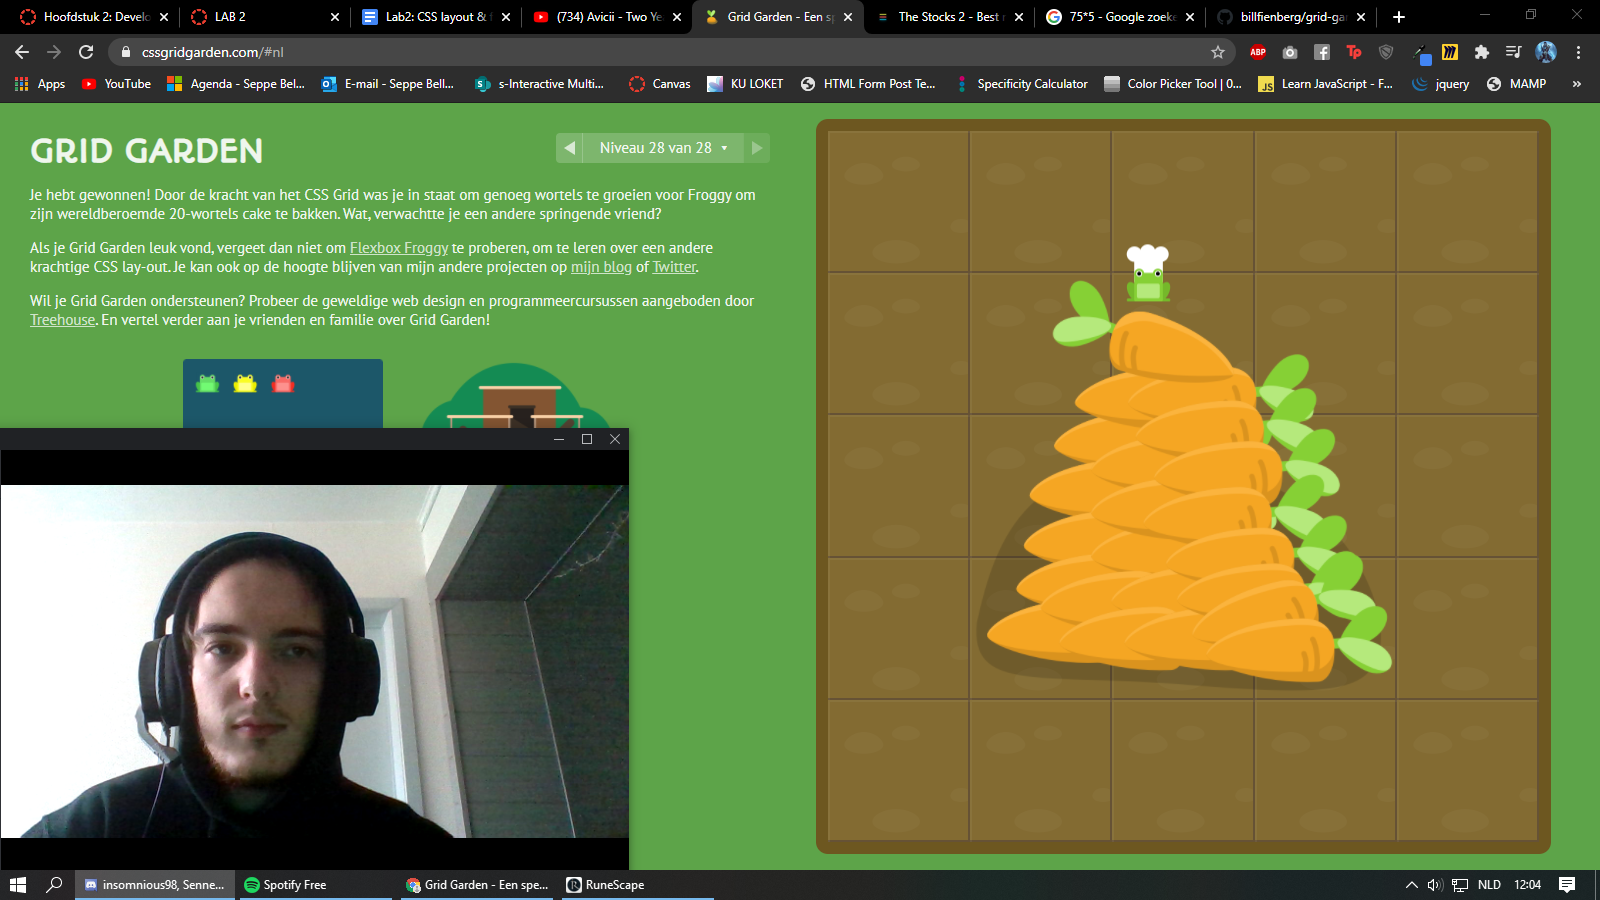 Hoofdstuk 2: Develo
LAB 2
Lab2: CSS layout &
(734) Avicii - Two Ye
Grid Garden - Een sp
The Stocks 2 - Best
75*5 - Google zoeke
billfienberg/grid-ga
cssgridgarden.com/#nl
ABP
Tp
Apps
YouTube
Agenda - Seppe Bel...
E-mail - Seppe Bell...
s-Interactive Multi...
Canvas
KU LOKET
HTML Form Post Te...
Specificity Calculator
Color Picker Tool | 0...
JS
Learn JavaScript - F...
jquery
MAMP
»
GRID GARDEN
Niveau 28 van 28
Je hebt gewonnen! Door de kracht van het CSS Grid was je in staat om genoeg wortels te groeien voor Froggy om
zijn wereldberoemde 20-wortels cake te bakken. Wat, verwachtte je een andere springende vriend?
Als je Grid Garden leuk vond, vergeet dan niet om Flexbox Froggy te proberen, om te leren over een andere
krachtige CSS lay-out. Je kan ook op de hoogte blijven van mijn andere projecten op mijn blog of Twitter.
Wil je Grid Garden ondersteunen? Probeer de geweldige web design en programmeercursussen aangeboden door
Treehouse. En vertel verder aan je vrienden en familie over Grid Garden!
insomnious98, Senne...
Spotify Free
Grid Garden - Een spe...
RuneScape
NLD
12:04